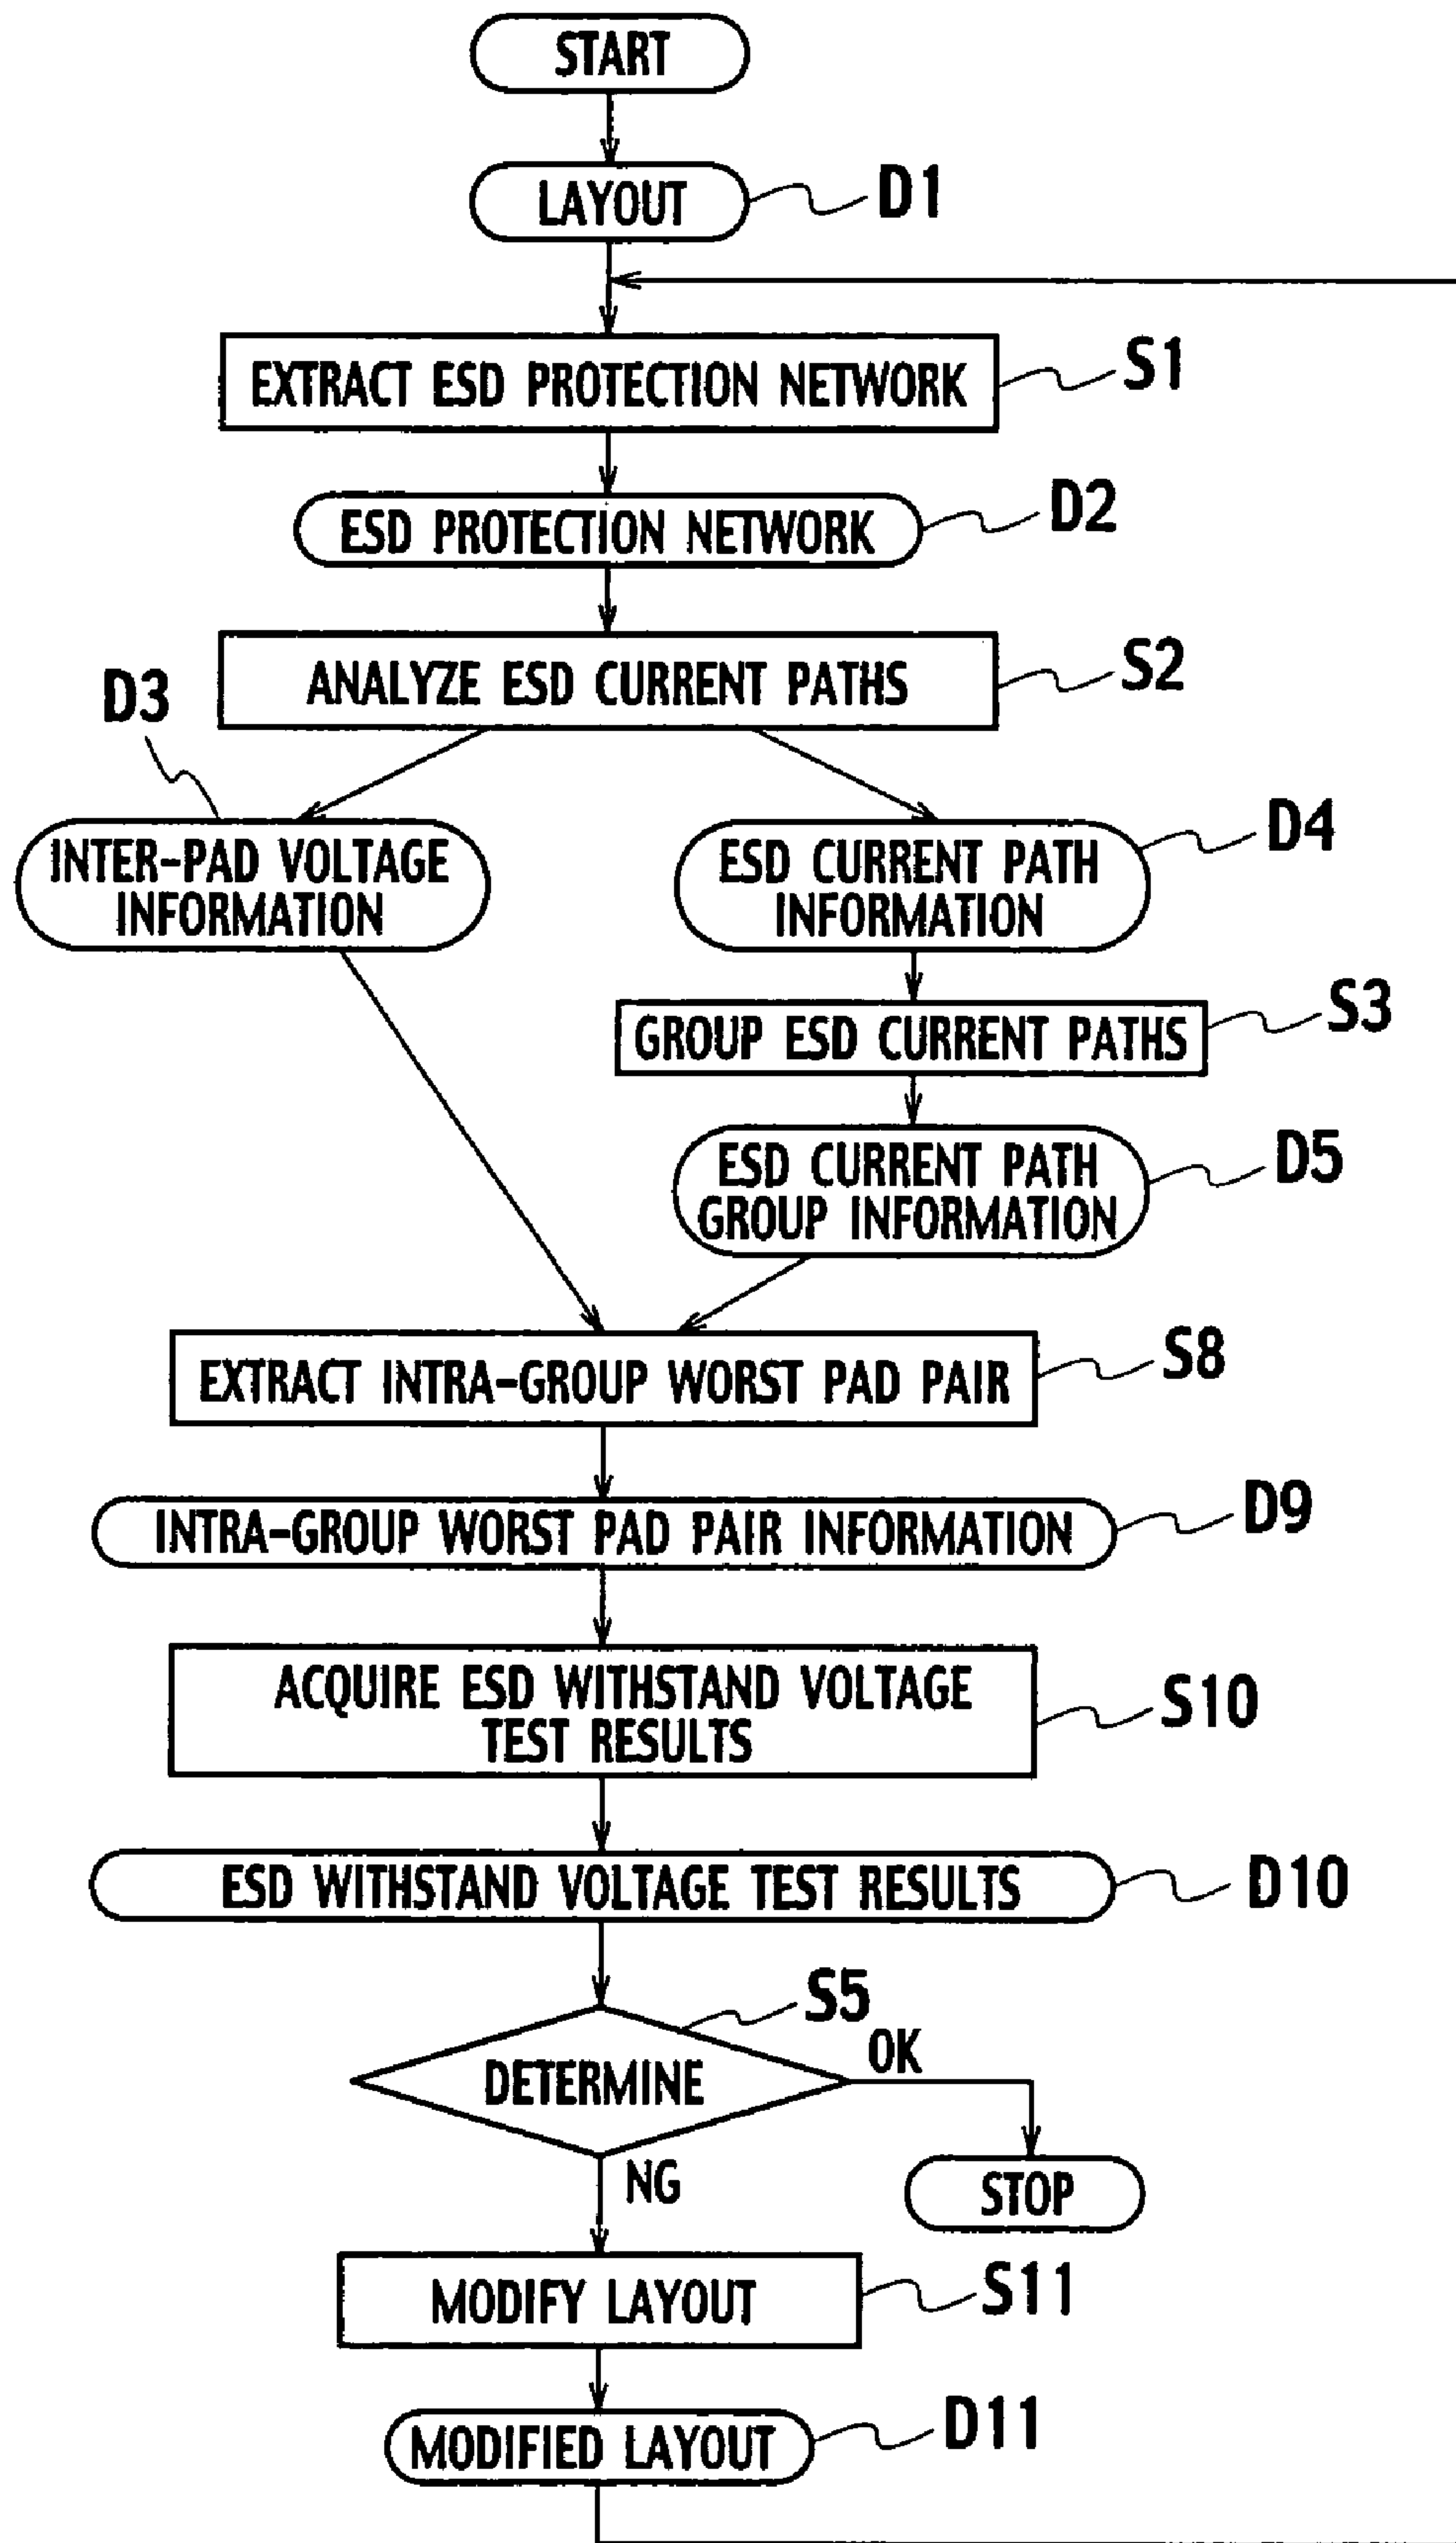 START
LAYOUT
D1
EXTRACT ESD PROTECTION NETWORK
S1
ESD PROTECTION NETWORK
D2
ANALYZE ESD CURRENT PATHS
S2
D3
INTER-PAD VOLTAGE
INFORMATION
ESD CURRENT PATH
INFORMATION
D4
GROUP ESD CURRENT PATHS
S3
ESD CURRENT PATH
GROUP INFORMATION
D5
EXTRACT INTRA-GROUP WORST PAD PAIR
S8
INTRA-GROUP WORST PAD PAIR INFORMATION
D9
ACQUIRE ESD WITHSTAND VOLTAGE
TEST RESULTS
S10
ESD WITHSTAND VOLTAGE TEST RESULTS
D10
S5
DETERMINE
OK
NG
STOP
MODIFY LAYOUT
S11
MODIFIED LAYOUT
D11